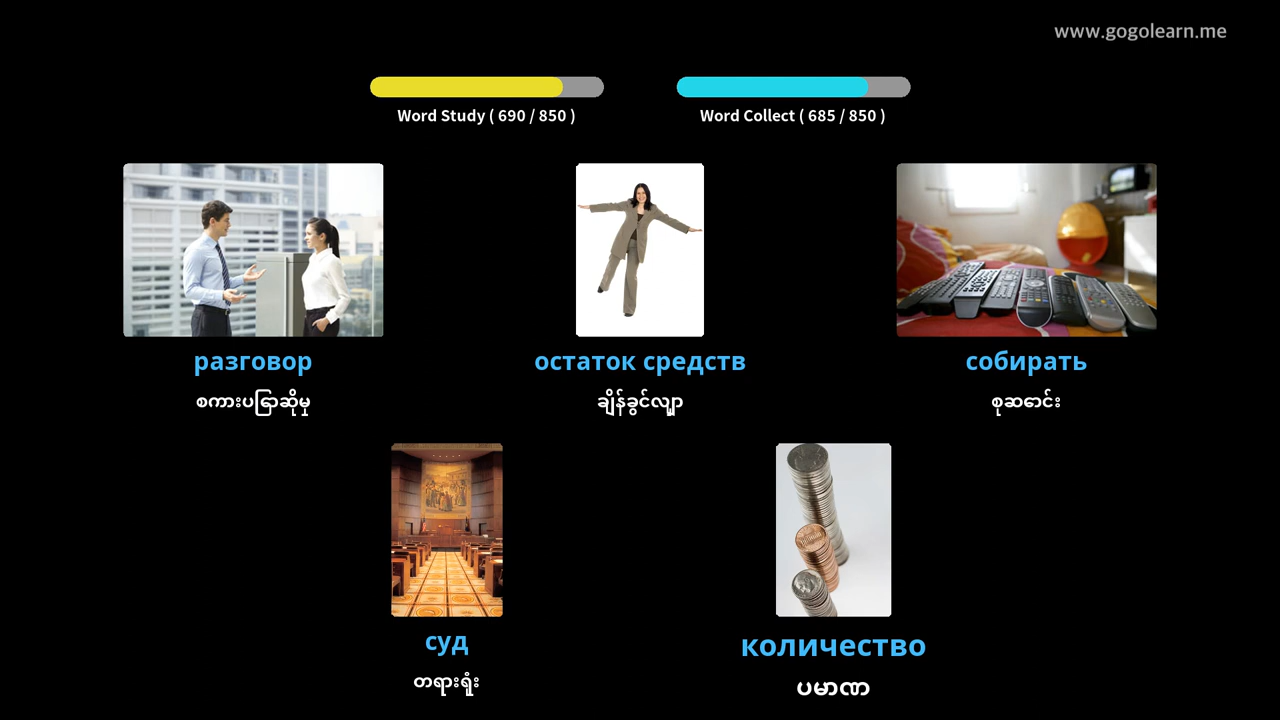 www.gogolearn.me
Word Study ( 690 / 850 )
Word Collect ( 685 / 850 )
разговор
остаток средств
собирать
စကားပြောဆိုမှု
ချိန်ခွင်လျှာ
စုဆောင်း
суд
количество
တရားရုံး
ပမာဏ